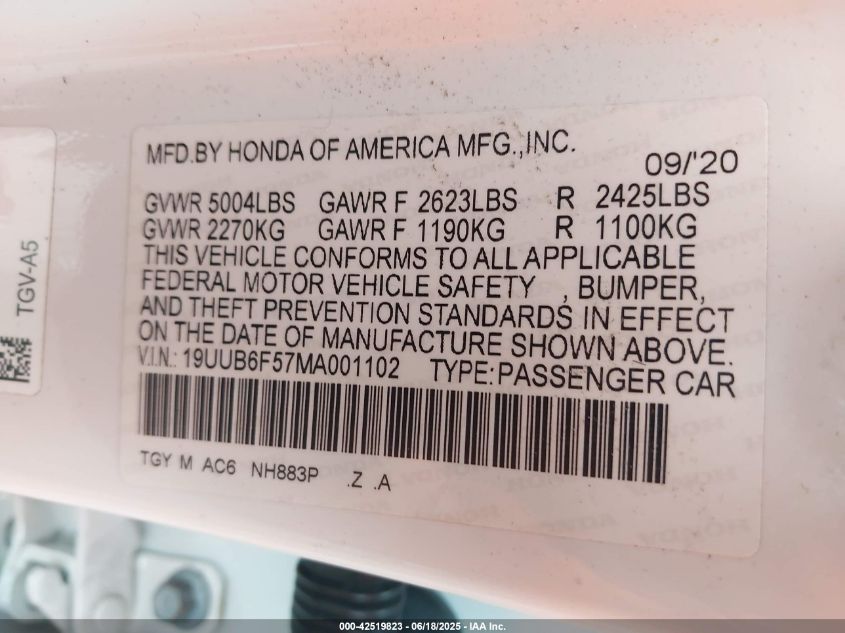 MFD.BY HONDA OF AMERICA MFG.,INC.
09/'20
GVWR 5004LBS GAWR F 2623LBS R 2425LBS
GVWR 2270KG GAWR F 1190KG R 1100KG
THIS VEHICLE CONFORMS TO ALL APPLICABLE
FEDERAL MOTOR VEHICLE SAFETY , BUMPER,
AND THEFT PREVENTION STANDARDS IN EFFECT
ON THE DATE OF MANUFACTURE SHOWN ABOVE.
V.I.N.: 19UUB6F57MA001102 TYPE:PASSENGER CAR
TGY M AC6 NH883P .Z .A
TGV-A5
000-42519823 - 06/18/2025 - IAA Inc.